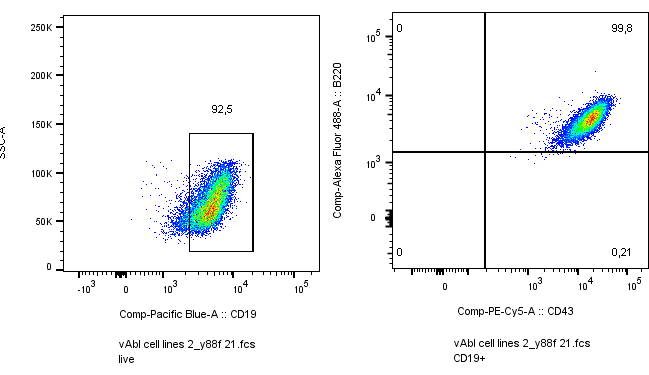 250K
200K
150K
100K
50K
0
SSC-A
92,5
-10³
0
10³
10⁴
10⁵
Comp-Pacific Blue-A :: CD19
vAbl cell lines 2_y88f 21.fcs
live
10⁵
10⁴
10³
0
Comp-Alexa Fluor 488-A :: B220
0
99,8
0
0,21
0
10³
10⁴
10⁵
Comp-PE-Cy5-A :: CD43
vAbl cell lines 2_y88f 21.fcs
CD19+